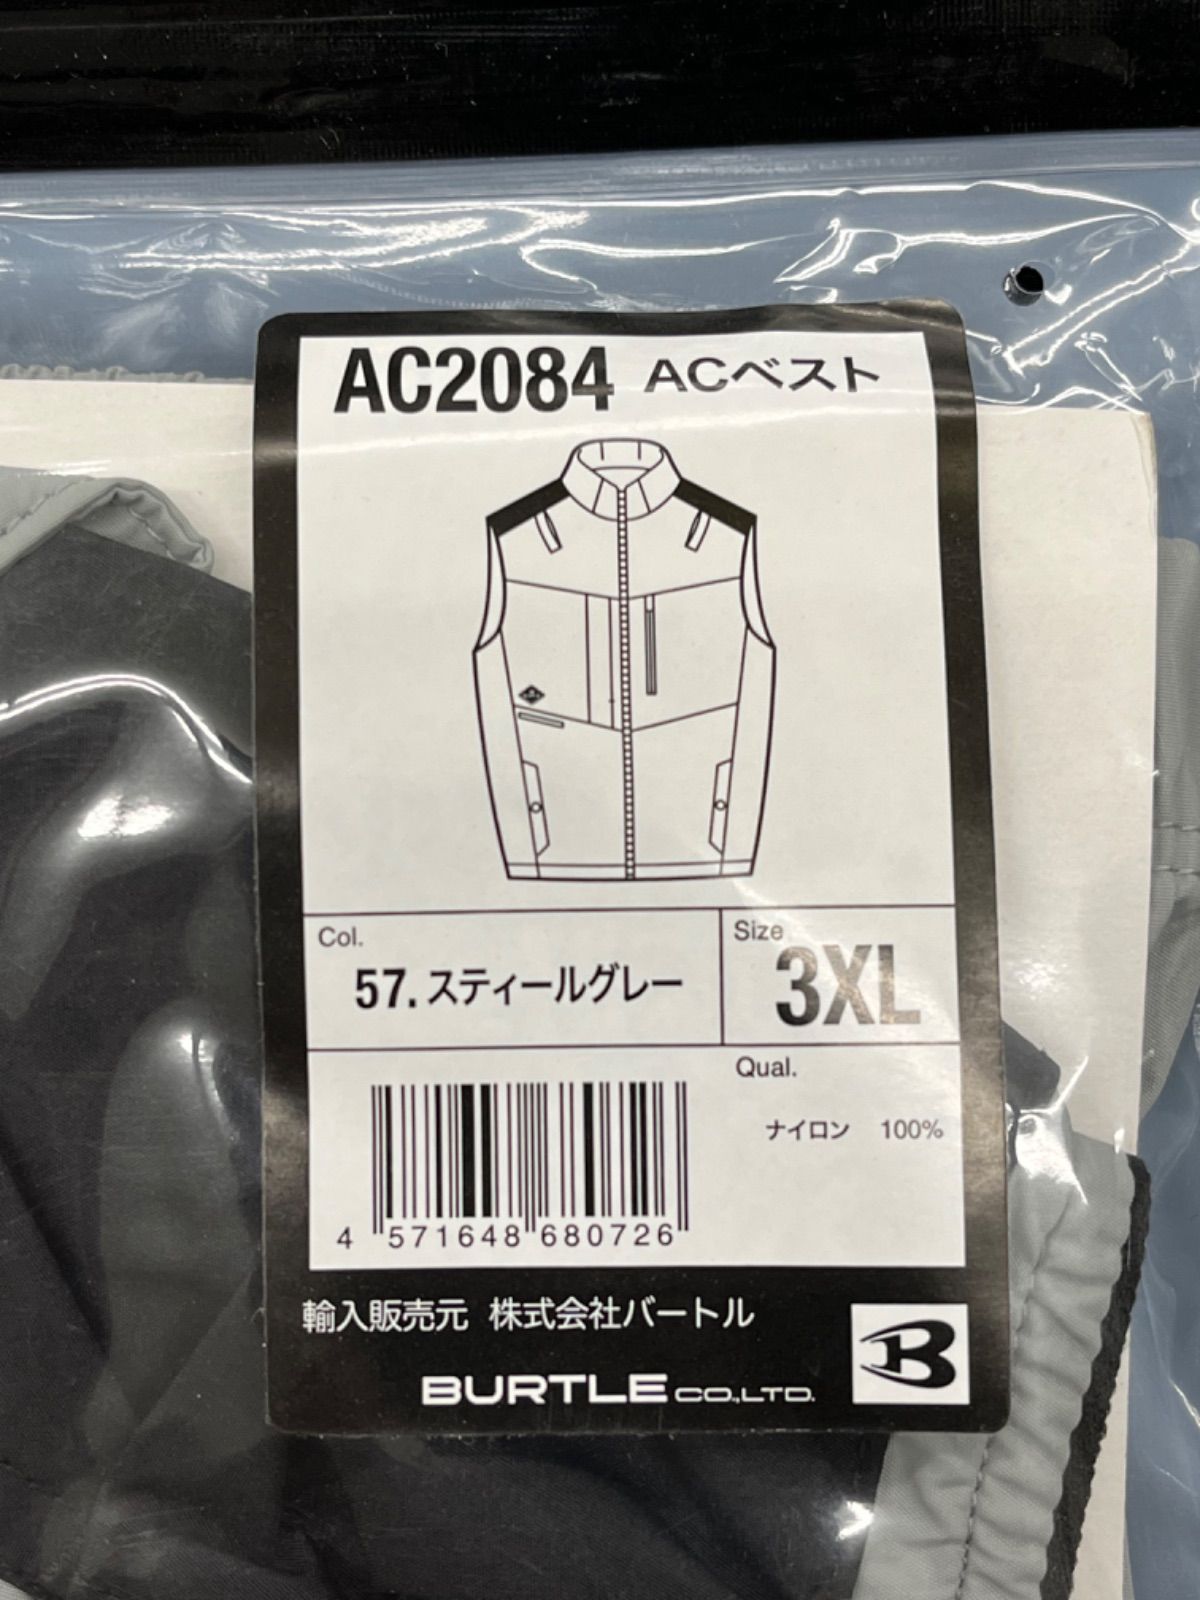 AC2084 ACベスト
Col.
57. スティールグレー
Size
3XL
Qual.
ナイロン 100%
4 571648 680726
輸入販売元 株式会社バートル
BURTLE CO.,LTD.
B